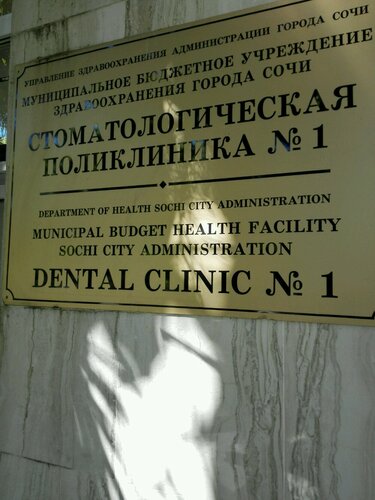 УПРАВЛЕНИЕ ЗДРАВООХРАНЕНИЯ АДМИНИСТРАЦИИ ГОРОДА СОЧИ
МУНИЦИПАЛЬНОЕ БЮДЖЕТНОЕ УЧРЕЖДЕНИЕ
ЗДРАВООХРАНЕНИЯ ГОРОДА СОЧИ
СТОМАТОЛОГИЧЕСКАЯ
ПОЛИКЛИНИКА № 1
DEPARTMENT OF HEALTH SOCHI CITY ADMINISTRATION
MUNICIPAL BUDGET HEALTH FACILITY
SOCHI CITY ADMINISTRATION
DENTAL CLINIC № 1